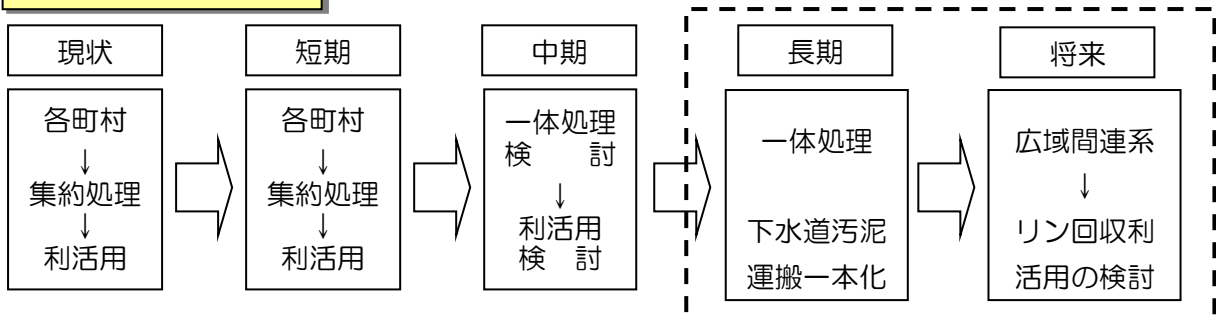 現状
各町村
↓
集約処理
↓
利活用
短期
各町村
↓
集約処理
↓
利活用
中期
一体処理
検　　討
↓
利活用
検　討
長期
一体処理
下水道汚泥
運搬一本化
将来
広域間連系
↓
リン回収利
活用の検討